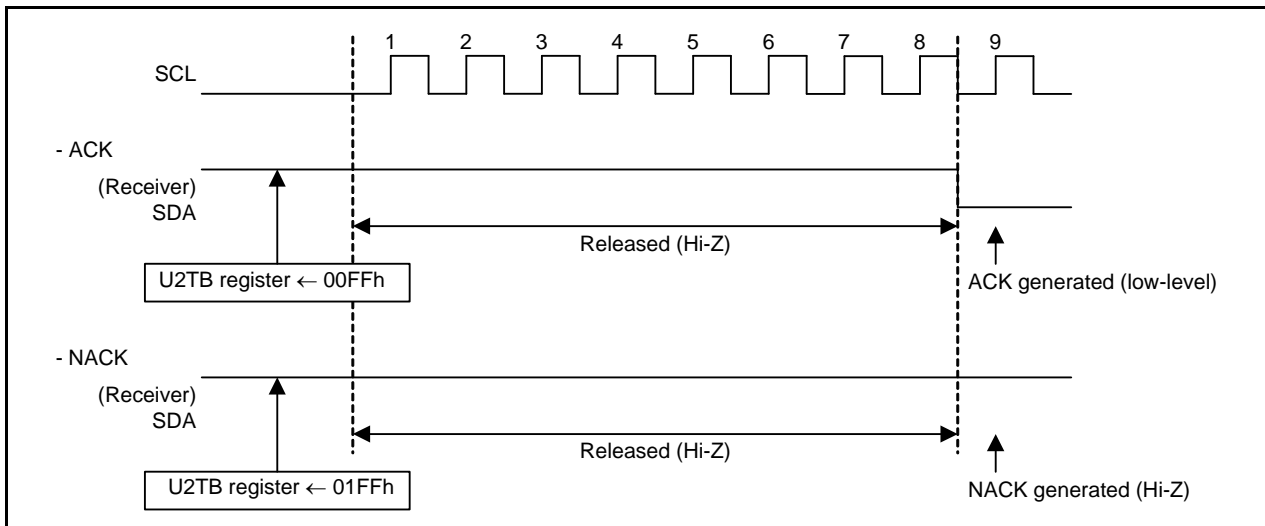 1 2 3 4 5 6 7 8 9
SCL
- ACK
(Receiver)
SDA
Released (Hi-Z)
U2TB register ← 00FFh
ACK generated (low-level)
- NACK
(Receiver)
SDA
Released (Hi-Z)
U2TB register ← 01FFh
NACK generated (Hi-Z)